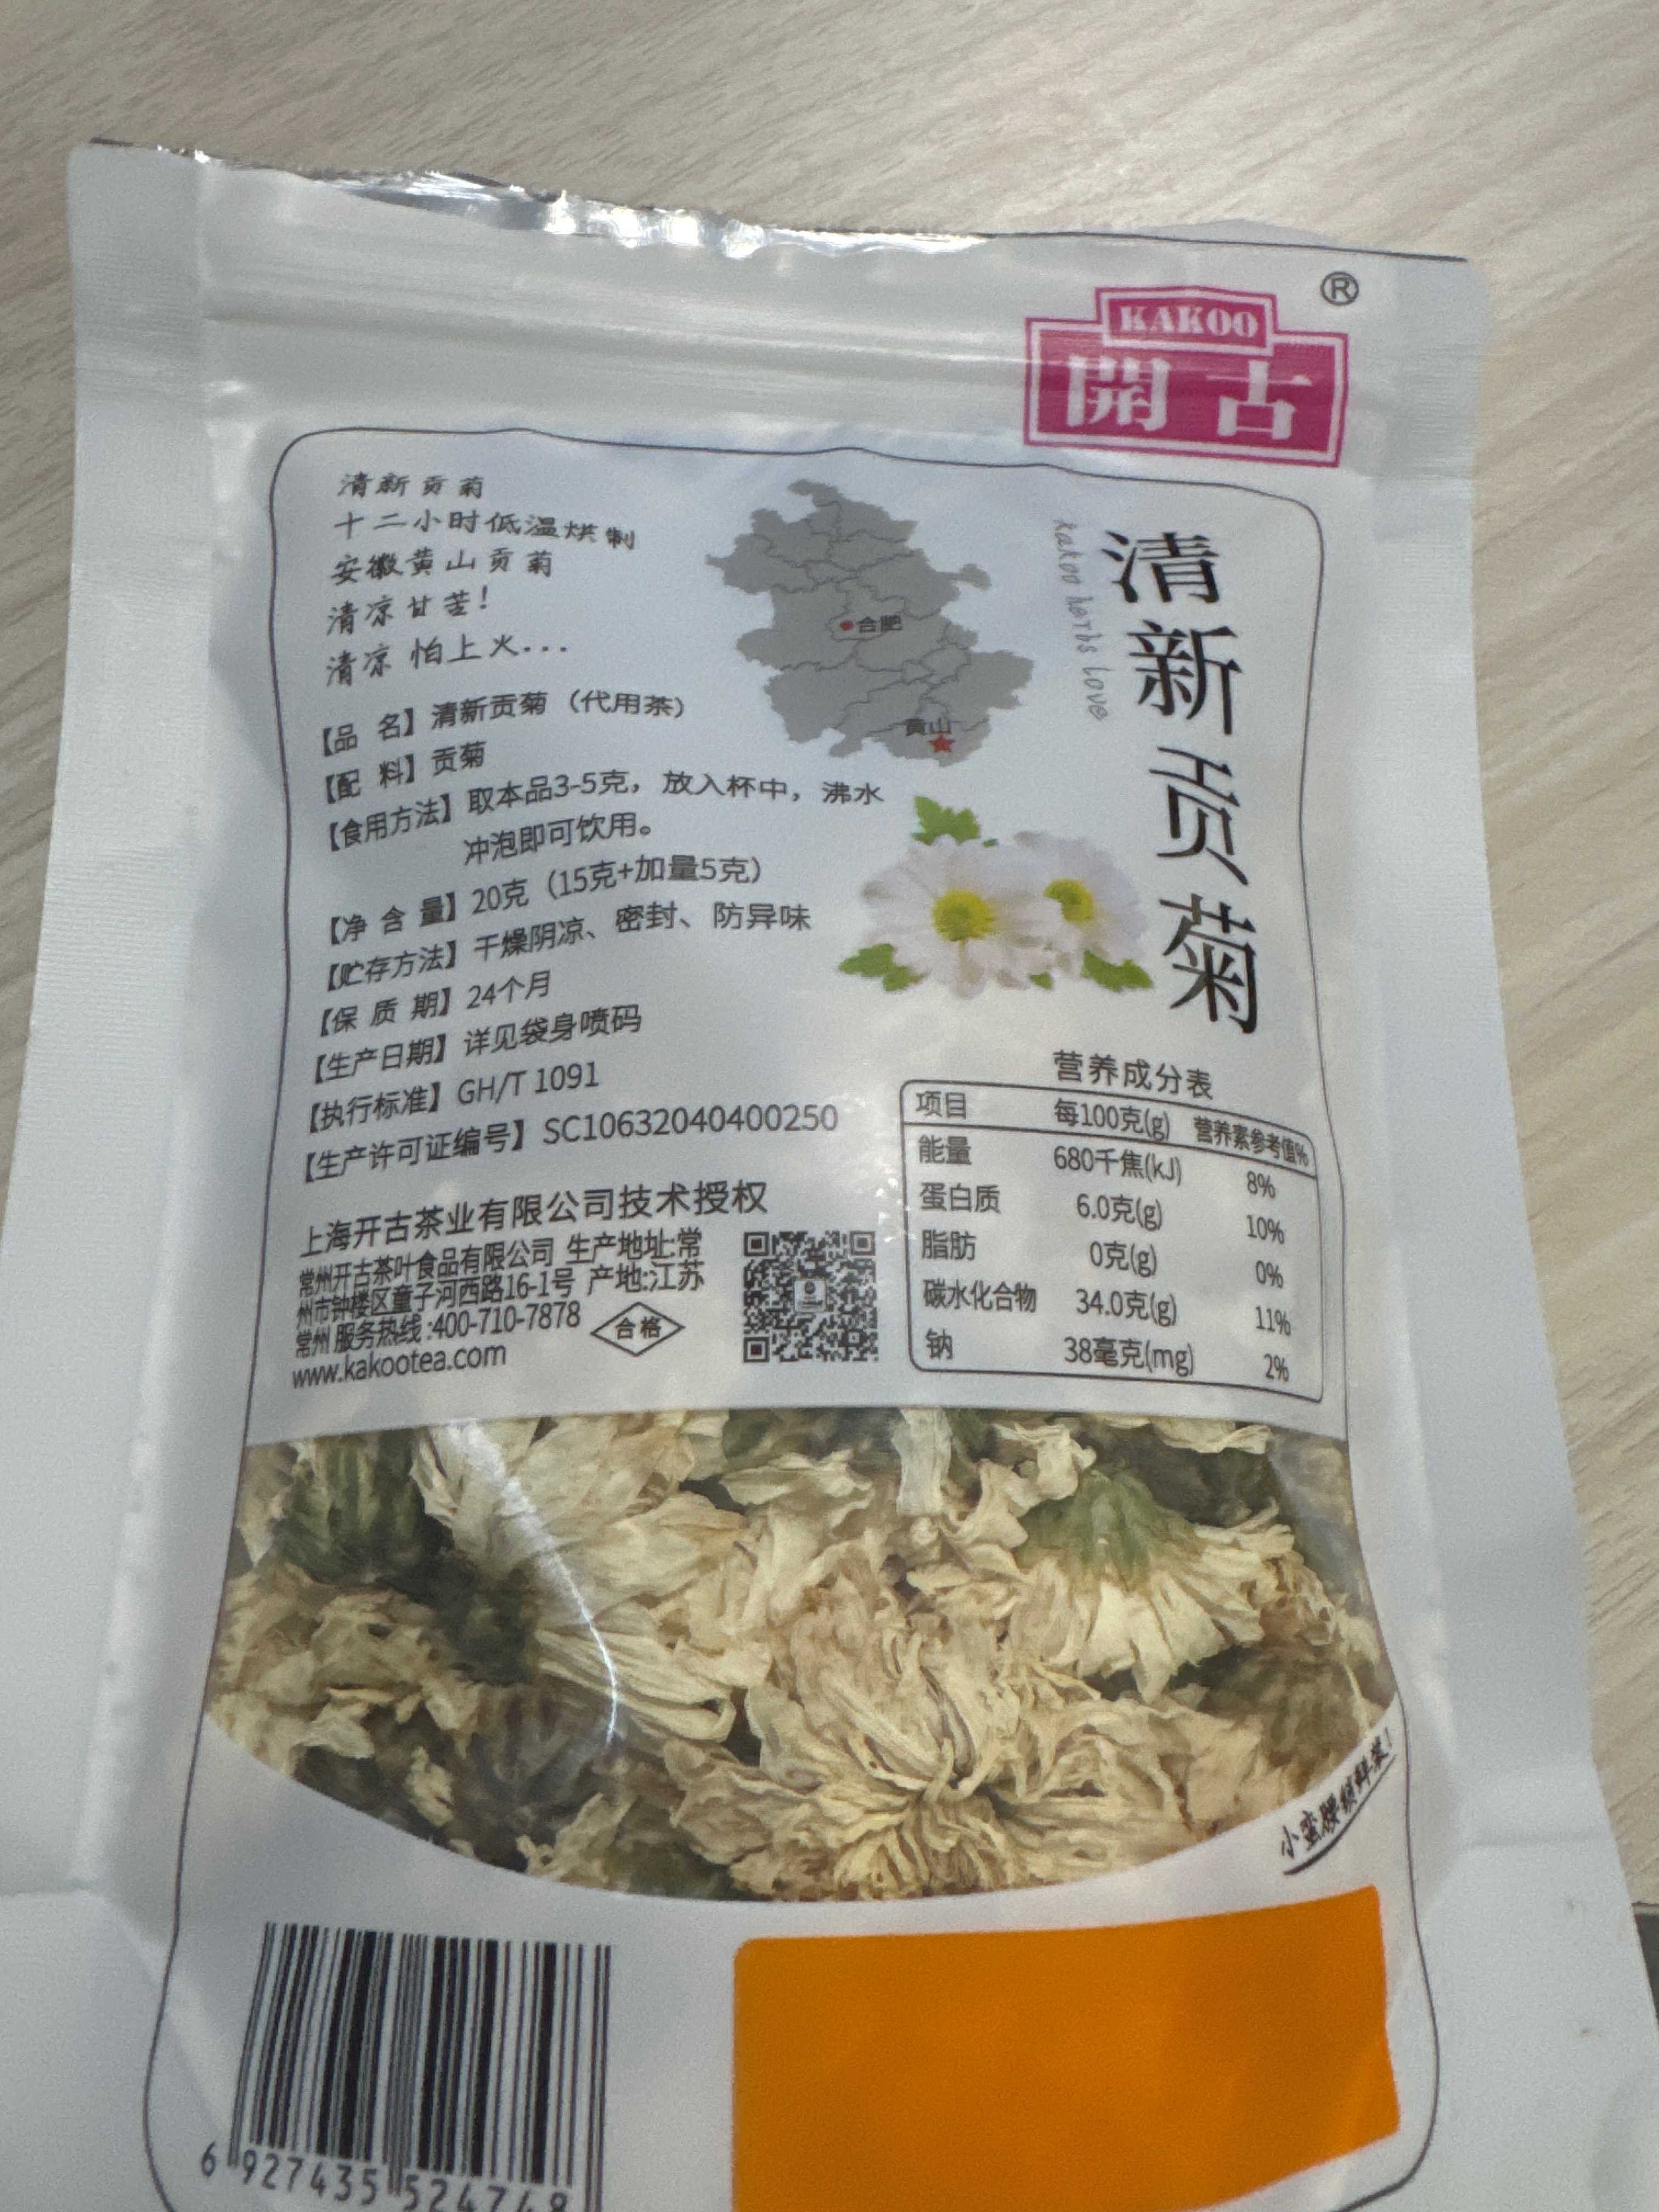 KAKOO
開古
®
清新贡菊
kakoo herbs love
清新贡菊
十二小时低温烘制
安徽黄山贡菊
清凉甘苦!
清凉 怕上火...
合肥
黄山
【品 名】清新贡菊（代用茶）
【配 料】贡菊
【食用方法】取本品3-5克，放入杯中，沸水
冲泡即可饮用。
【净 含 量】20克（15克+加量5克）
【贮存方法】干燥阴凉、密封、防异味
【保 质 期】24个月
【生产日期】详见袋身喷码
【执行标准】GH/T 1091
【生产许可证编号】SC10632040400250
上海开古茶业有限公司技术授权
常州开古茶叶食品有限公司 生产地址:常
州市钟楼区童子河西路16-1号 产地:江苏
常州 服务热线:400-710-7878
www.kakootea.com
合格
营养成分表
项目 每100克(g) 营养素参考值%
能量 680千焦(kJ) 8%
蛋白质 6.0克(g) 10%
脂肪 0克(g) 0%
碳水化合物 34.0克(g) 11%
钠 38毫克(mg) 2%
小蛮腰锁鲜装!
6 927435 524748